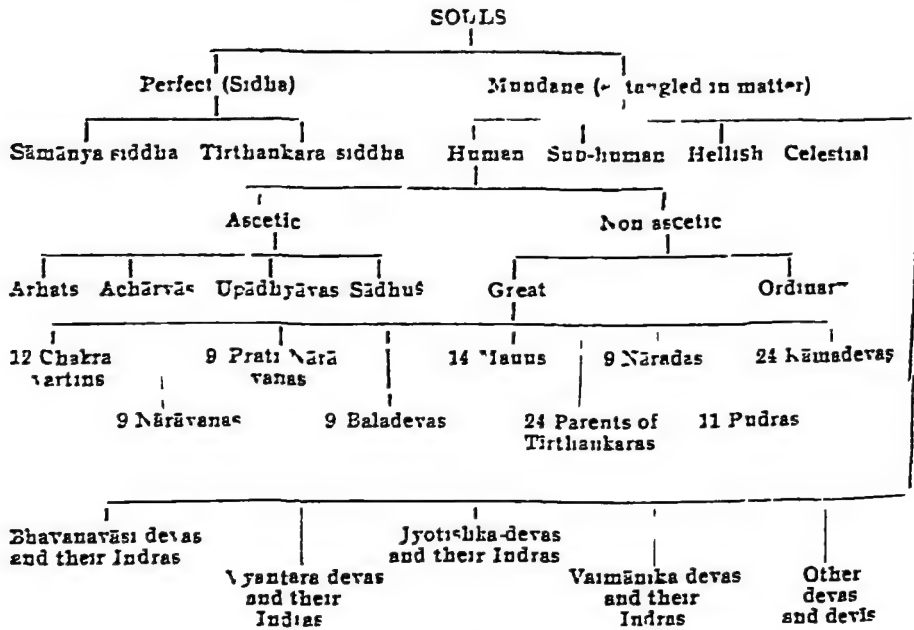 SOULS
Perfect (Sidha) Mundane (entangled in matter)
Sāmānya siddha Tīrthankara siddha Human Sub-human Hellish Celestial
Ascetic Non ascetic
Arhats Achāryās Upādhyāyas Sādhus Great Ordinary
12 Chakra 9 Prati Nārā 14 Manus 9 Nāradas 24 Kāmadevas
vartins yanas
9 Nārāyanas 9 Baladevas 24 Parents of 11 Rudras
Tīrthankaras
Bhavanavāsi devas Jyotishka-devas
and their Indras and their Indras
Vyantara devas Vaimānika devas Other
and their and their devas
Indras Indras and devis